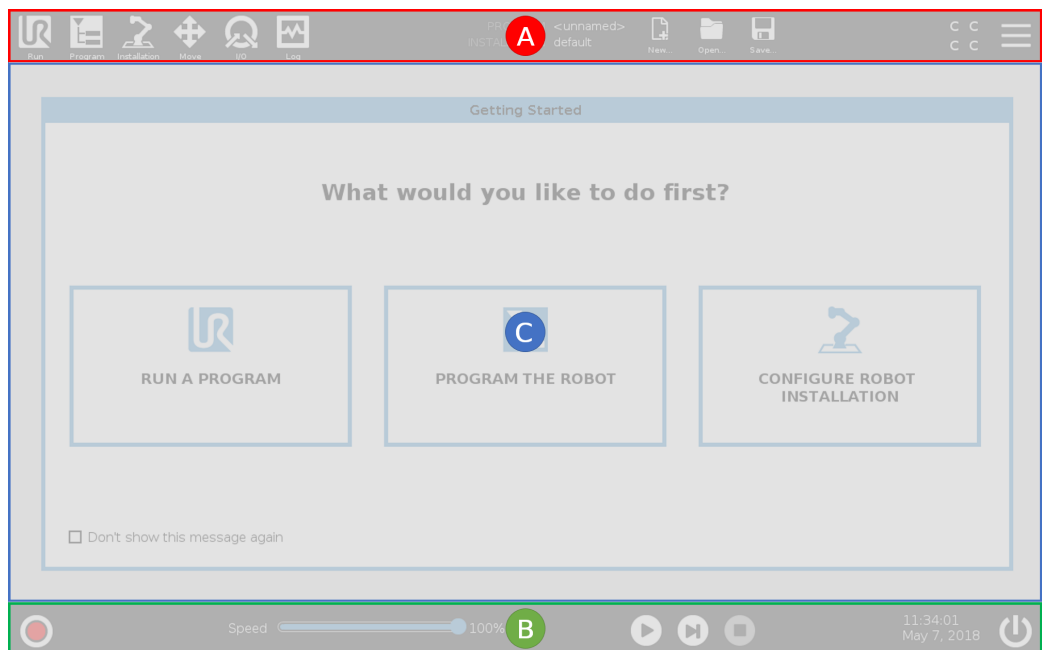 Run Program Installation Move I/O Log
A
<unnamed>
default
New... Open... Save...
C C
C C
Getting Started
What would you like to do first?
C
RUN A PROGRAM
PROGRAM THE ROBOT
CONFIGURE ROBOT
INSTALLATION
Don't show this message again
Speed 100%
B
11:34:01
May 7, 2018